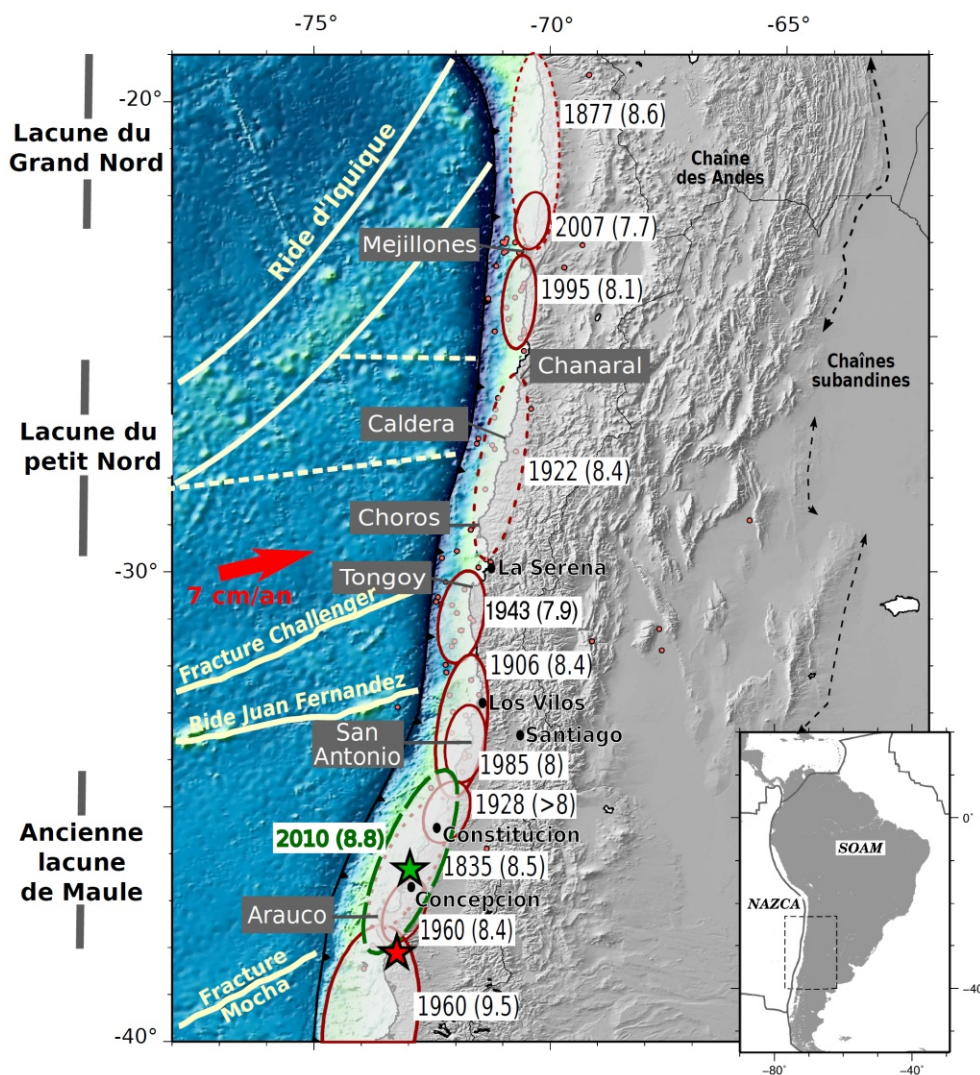 -75°
-70°
-65°
-20°
-30°
-40°
Lacune du
Grand Nord
Lacune du
petit Nord
Ancienne
lacune
de Maule
Ride d'Iquique
1877 (8.6)
Chaîne
des Andes
2007 (7.7)
Mejillones
1995 (8.1)
Chanaral
Chaînes
subandines
Caldera
1922 (8.4)
Choros
La Serena
7 cm/an
Tongoy
Fracture Challenger
1943 (7.9)
1906 (8.4)
Ride Juan Fernandez
Los Vilos
San
Antonio
Santiago
1985 (8)
1928 (>8)
2010 (8.8)
Constitucion
1835 (8.5)
Concepcion
Arauco
1960 (8.4)
Fracture
Mocha
1960 (9.5)
SOAM
NAZCA
0°
-40°
-80°
-40°